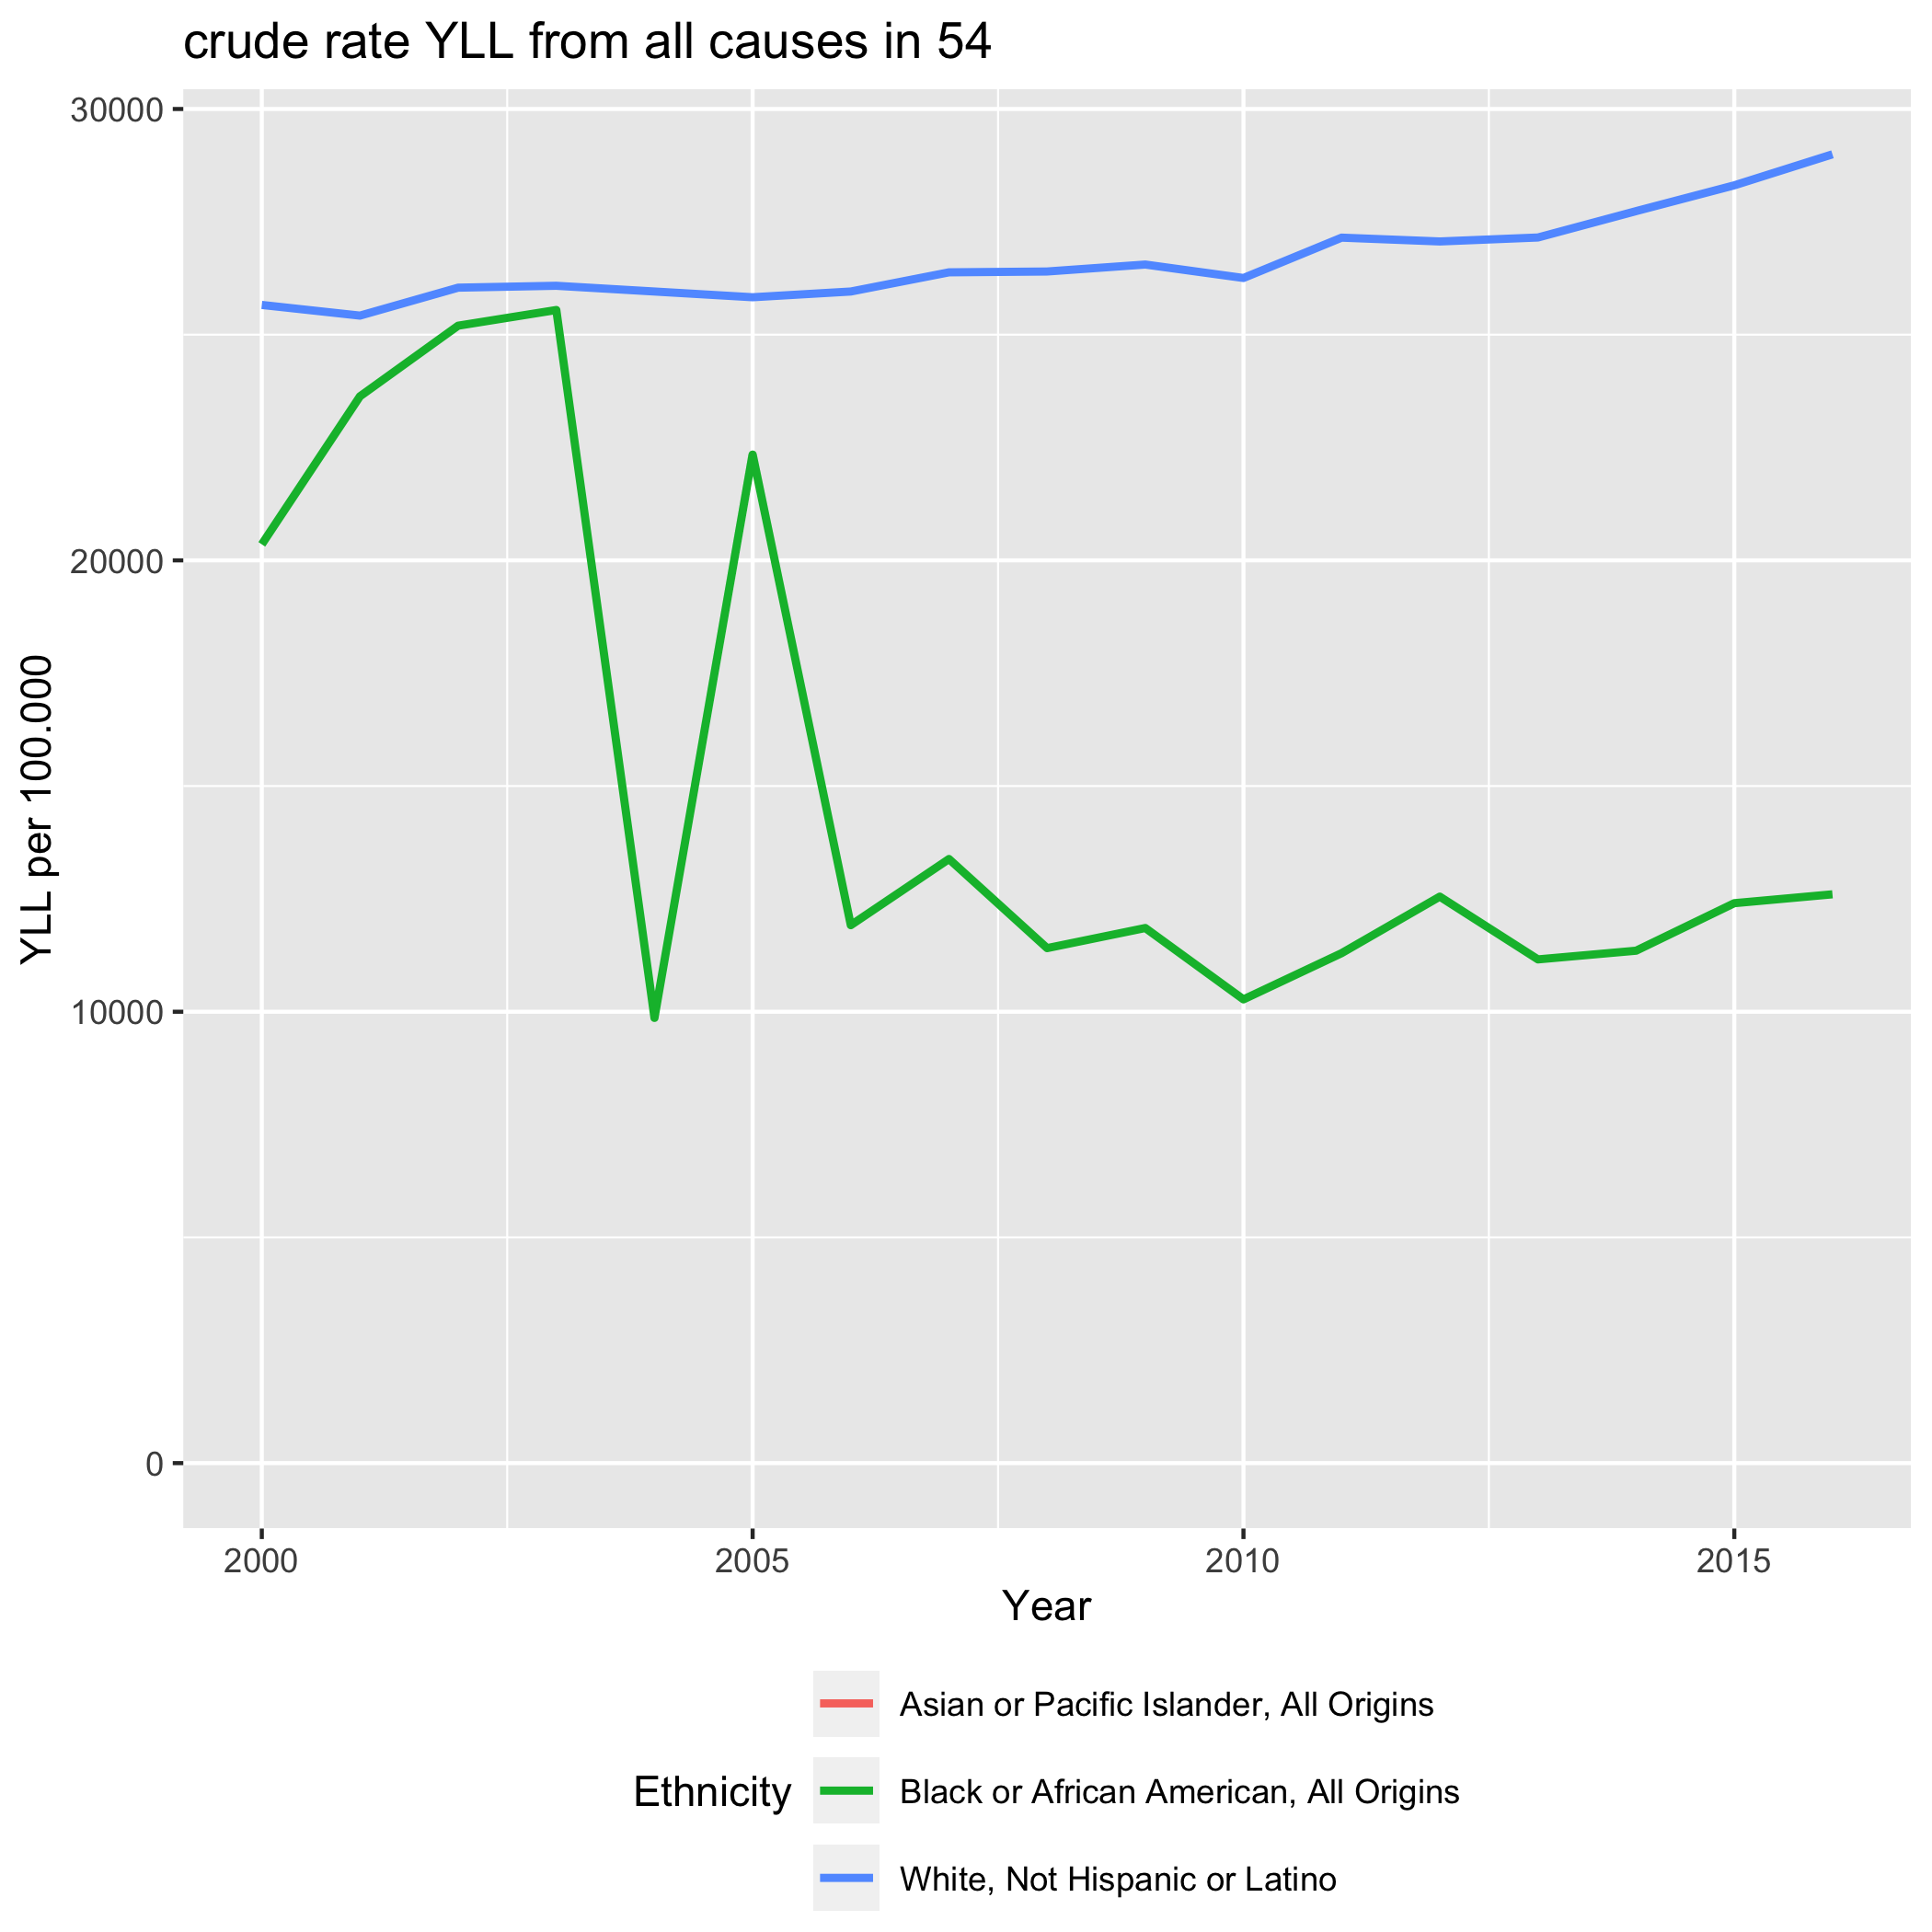 crude rate YLL from all causes in 54
30000
20000
10000
0
YLL per 100.000
2000 2005 2010 2015
Year
Ethnicity
Asian or Pacific Islander, All Origins
Black or African American, All Origins
White, Not Hispanic or Latino